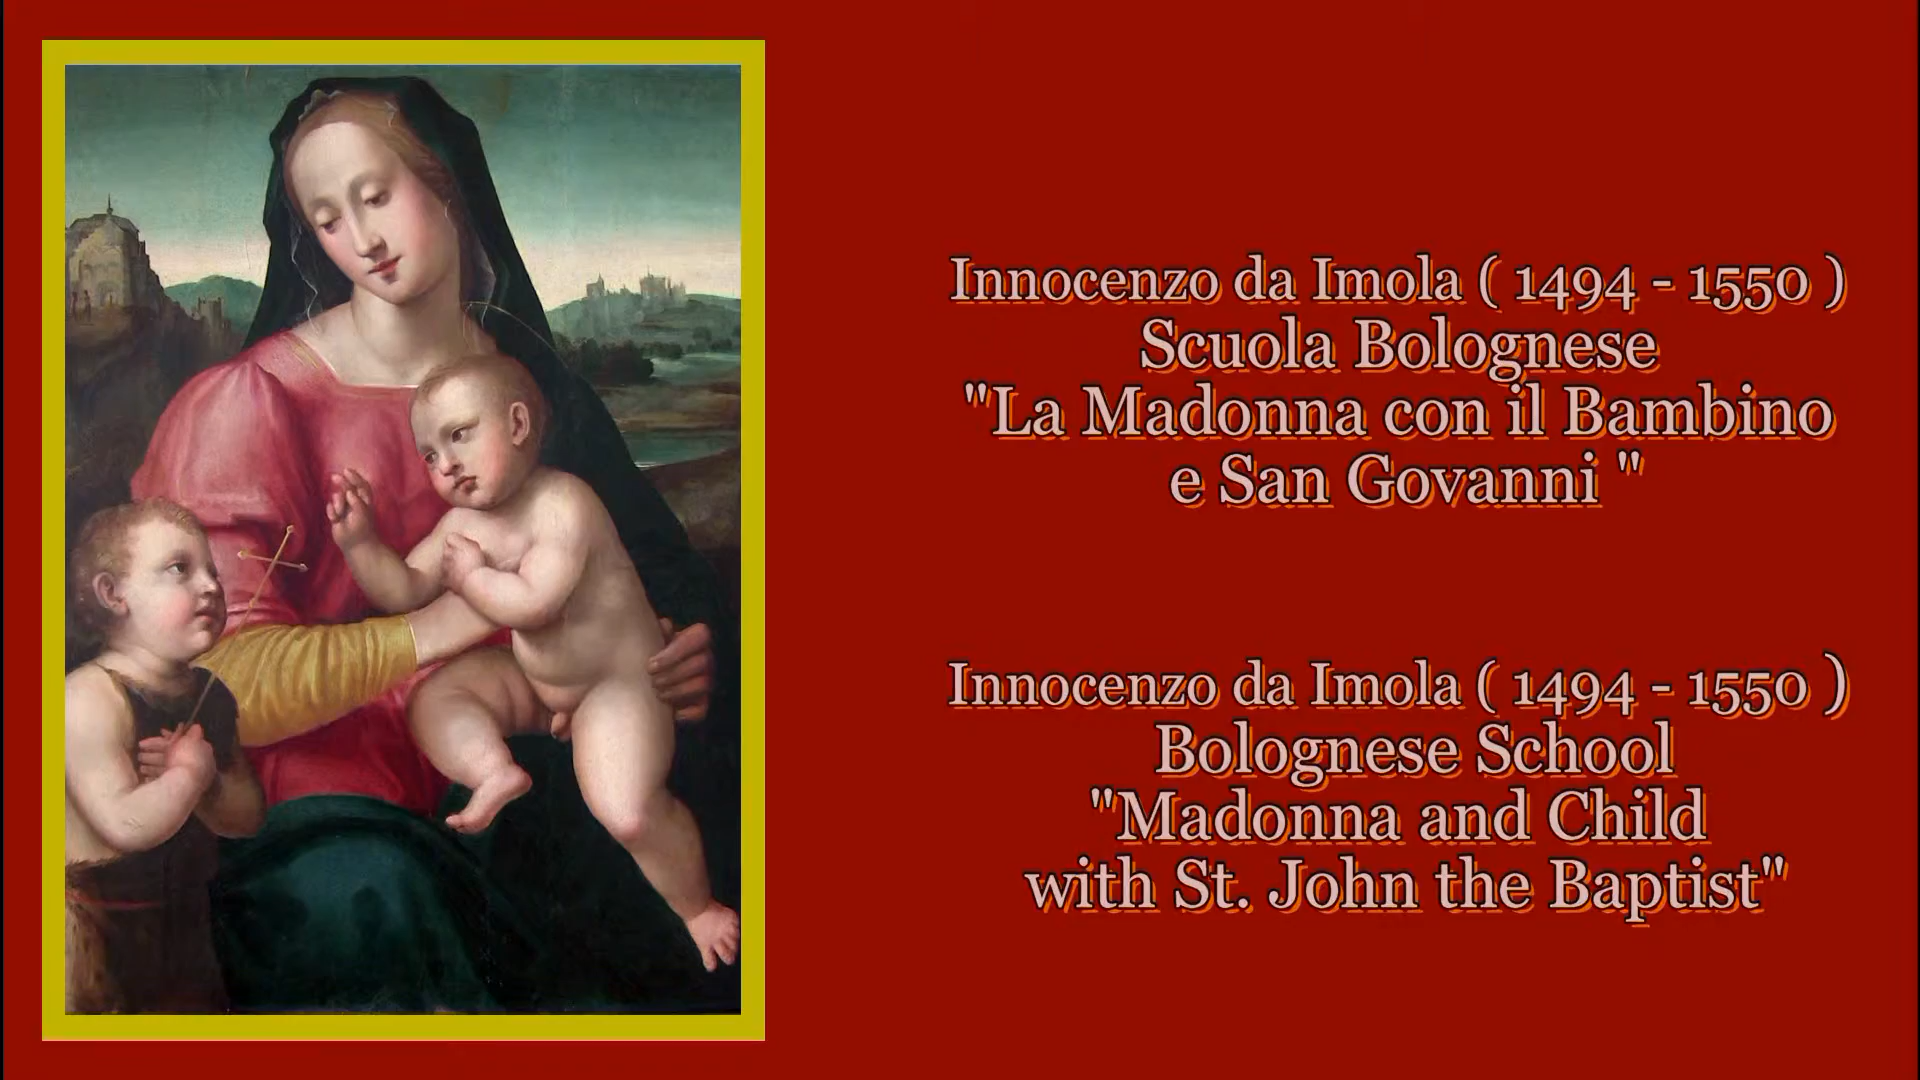 Innocenzo da Imola ( 1494 - 1550 )
Scuola Bolognese
"La Madonna con il Bambino
e San Govanni "
Innocenzo da Imola ( 1494 - 1550 )
Bolognese School
"Madonna and Child
with St. John the Baptist"